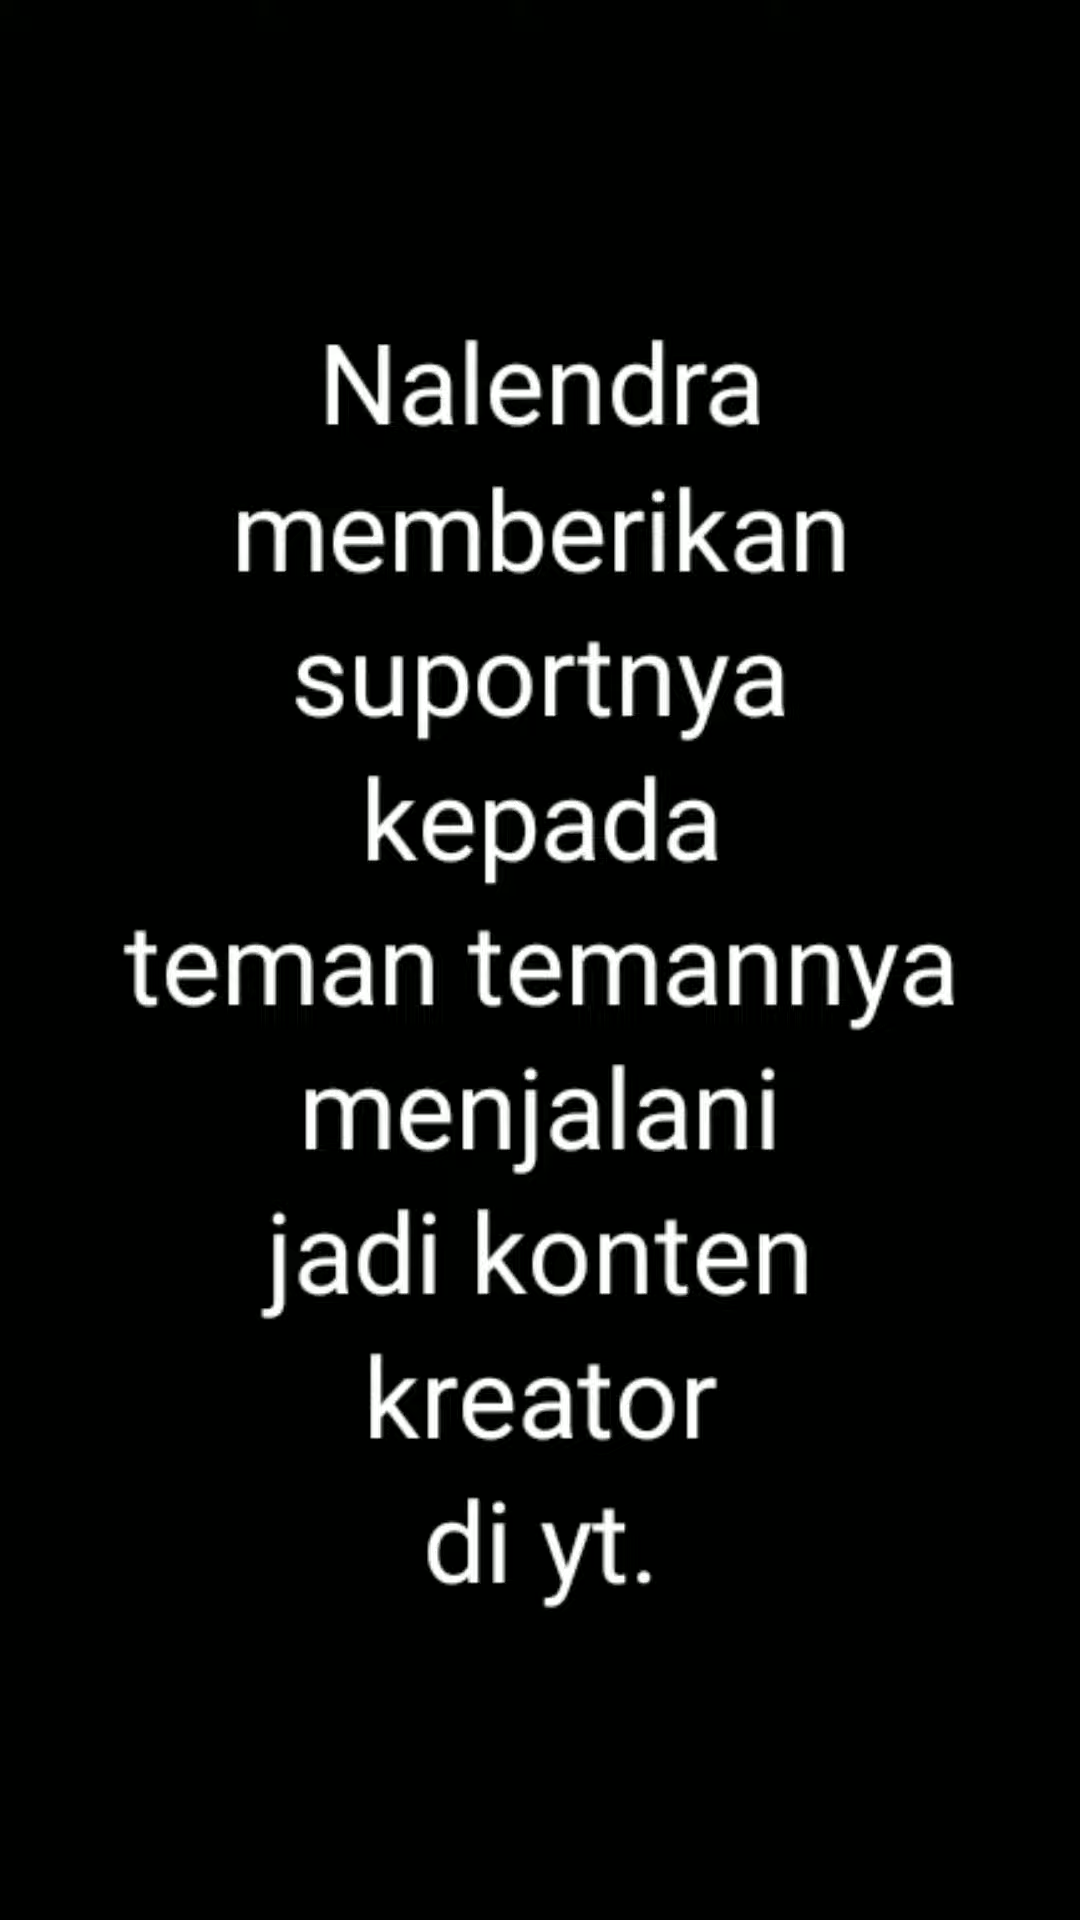 Nalendra
memberikan
suportnya
kepada
teman temannya
menjalani
jadi konten
kreator
di yt.